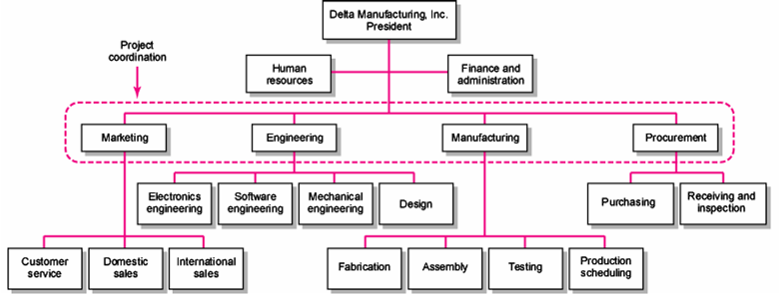 Delta Manufacturing, Inc.
President
Project
coordination
Human
resources
Finance and
administration
Marketing
Engineering
Manufacturing
Procurement
Electronics
engineering
Software
engineering
Mechanical
engineering
Design
Purchasing
Receiving and
inspection
Customer
service
Domestic
sales
International
sales
Fabrication
Assembly
Testing
Production
scheduling